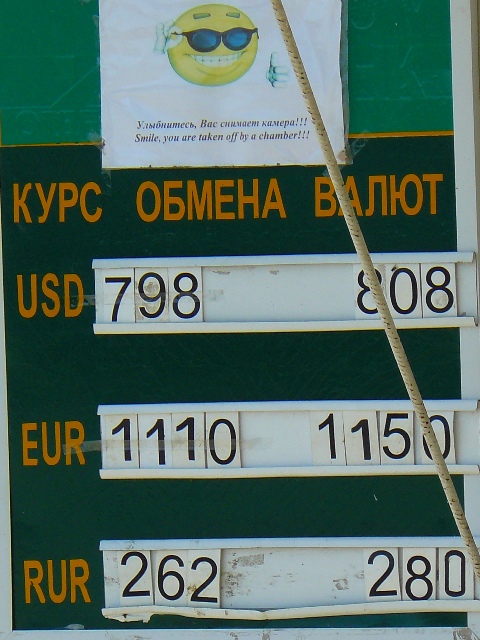 Улыбнитесь, Вас снимает камера!!!
Smile, you are taken off by a chamber!!!
КУРС ОБМЕНА ВАЛЮТ
USD 798 808
EUR 1110 1150
RUR 262 280